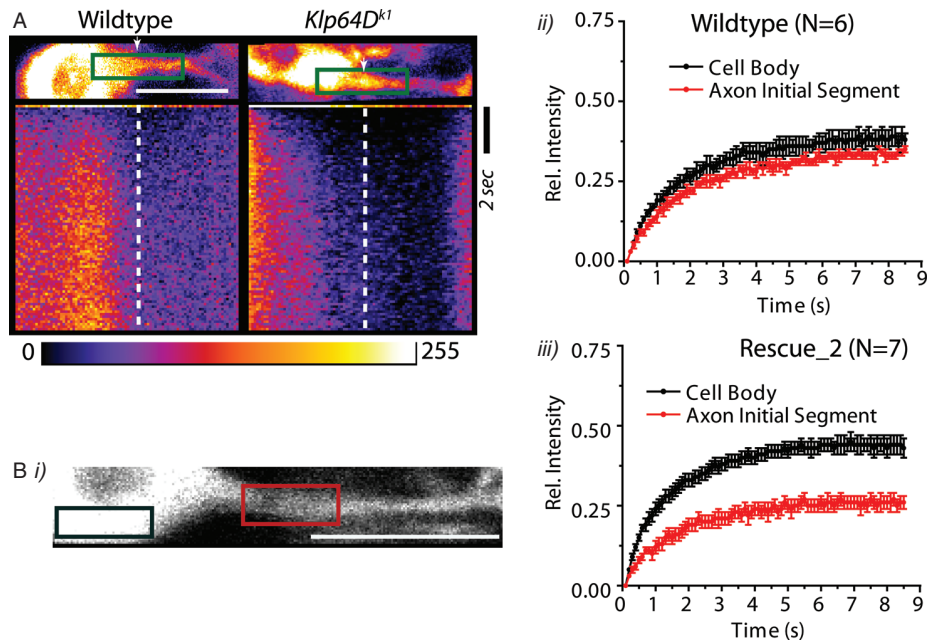 A
Wildtype
Klp64Dᵏ¹
2 sec
0
255
B i)
ii)
Wildtype (N=6)
Cell Body
Axon Initial Segment
Rel. Intensity
0.75
0.50
0.25
0.00
0 1 2 3 4 5 6 7 8 9
Time (s)
iii)
Rescue_2 (N=7)
Cell Body
Axon Initial Segment
Rel. Intensity
0.75
0.50
0.25
0.00
0 1 2 3 4 5 6 7 8 9
Time (s)